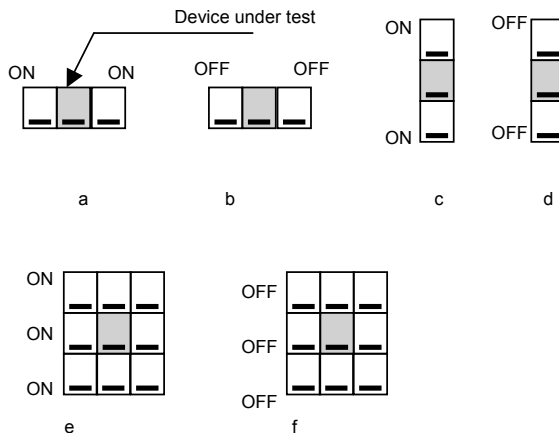 Device under test
ON ON OFF OFF ON OFF
ON OFF
a b c d
ON OFF
ON OFF
ON OFF
e f